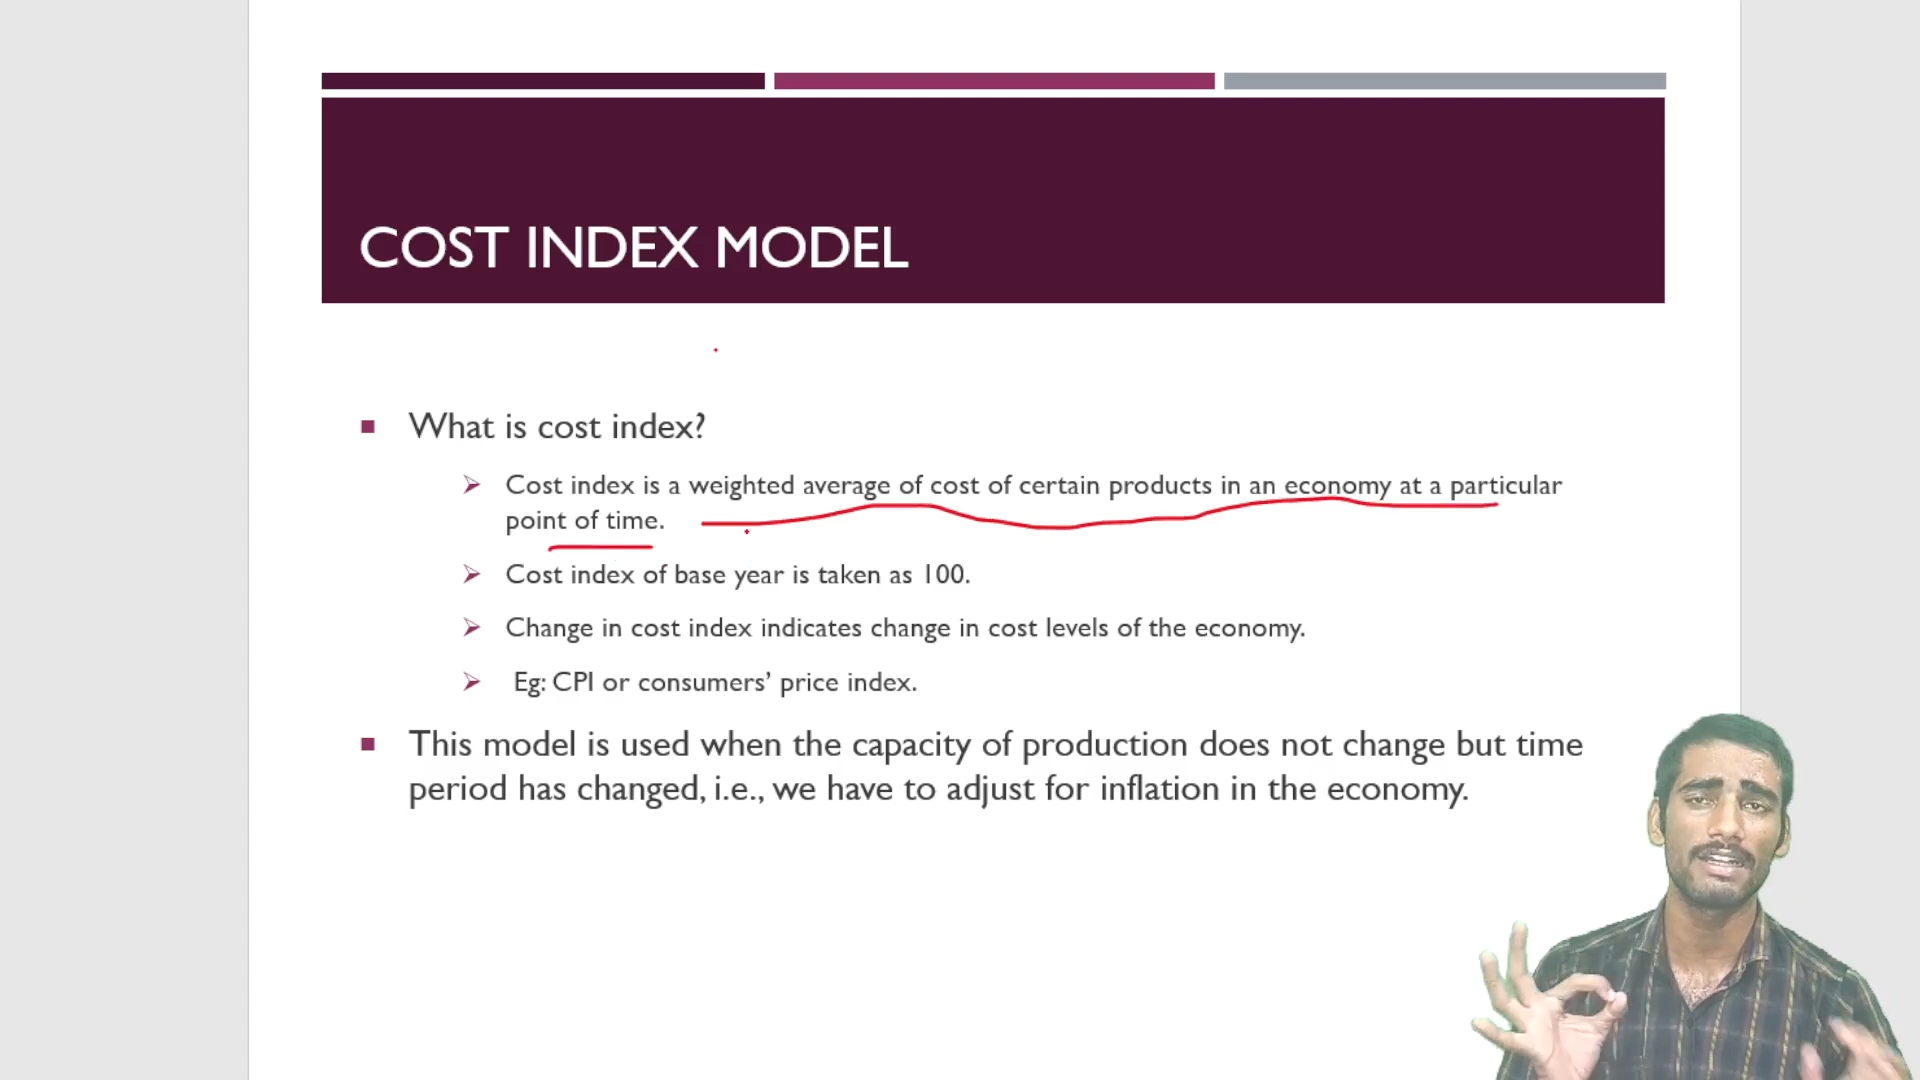 COST INDEX MODEL
What is cost index?
Cost index is a weighted average of cost of certain products in an economy at a particular
point of time.
Cost index of base year is taken as 100.
Change in cost index indicates change in cost levels of the economy.
Eg: CPI or consumers’ price index.
This model is used when the capacity of production does not change but time
period has changed, i.e., we have to adjust for inflation in the economy.